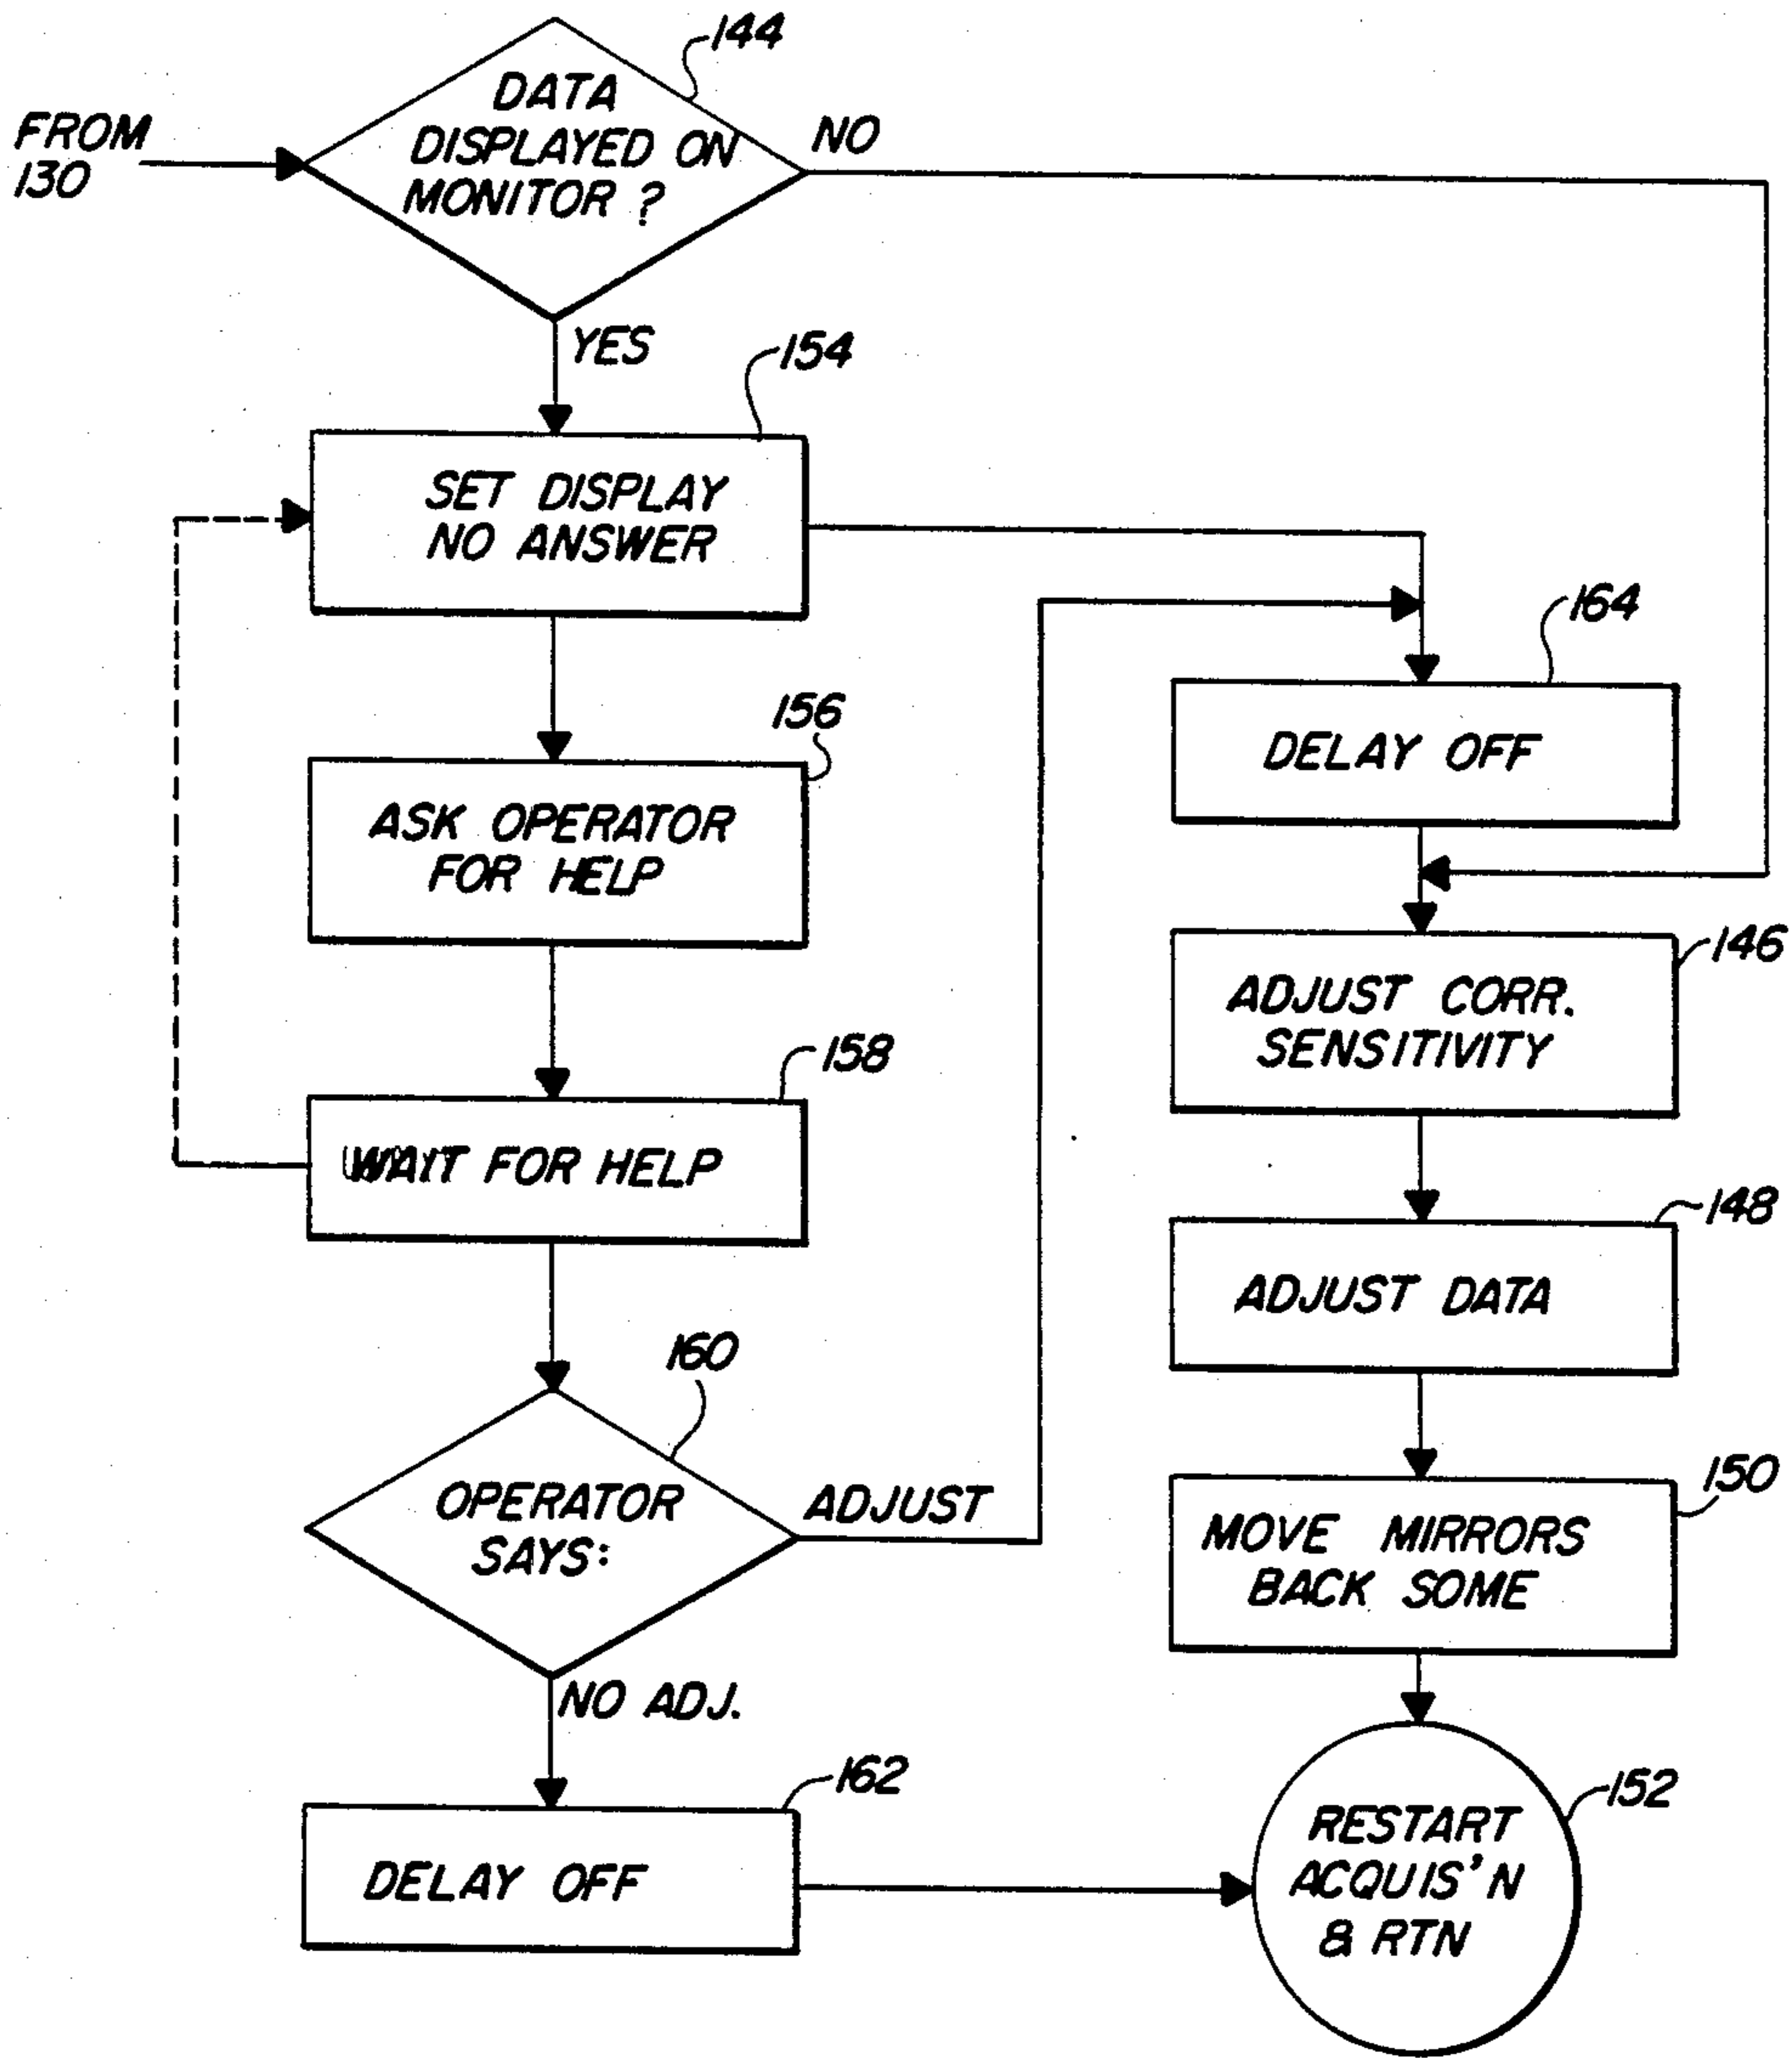 144
DATA
DISPLAYED ON
MONITOR ?
FROM
130
NO
YES
154
SET DISPLAY
NO ANSWER
164
DELAY OFF
156
ASK OPERATOR
FOR HELP
146
ADJUST CORR.
SENSITIVITY
158
WAIT FOR HELP
148
ADJUST DATA
160
OPERATOR
SAYS:
ADJUST
150
MOVE MIRRORS
BACK SOME
NO ADJ.
162
DELAY OFF
152
RESTART
ACQUIS'N
& RTN